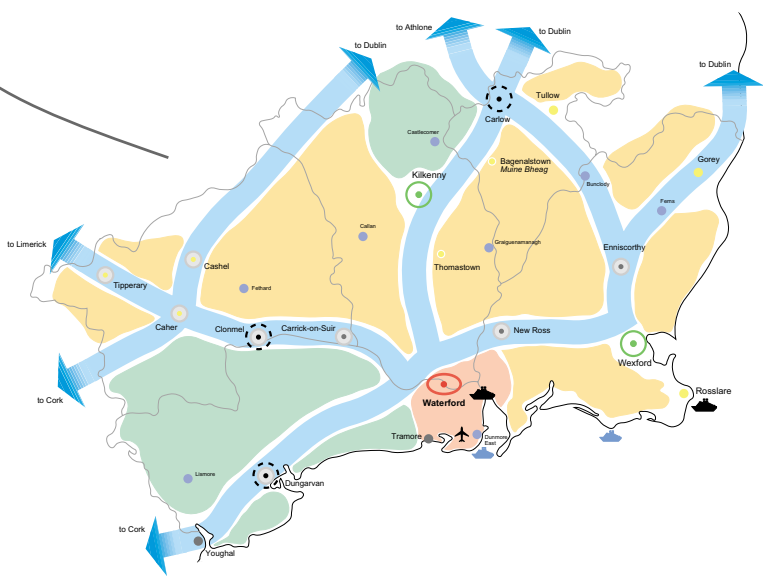 to Athlone
to Dublin
to Dublin
to Dublin
Tullow
Carlow
Castlecomer
Bagenalstown
Muine Bheag
Gorey
Kilkenny
Bunclody
Ferns
Callan
Graiguenamanagh
Enniscorthy
to Limerick
Cashel
Thomastown
Tipperary
Fethard
Caher
Clonmel
Carrick-on-Suir
New Ross
Wexford
to Cork
Rosslare
Waterford
Tramore
Dunmore
East
Lismore
Dungarvan
to Cork
Youghal